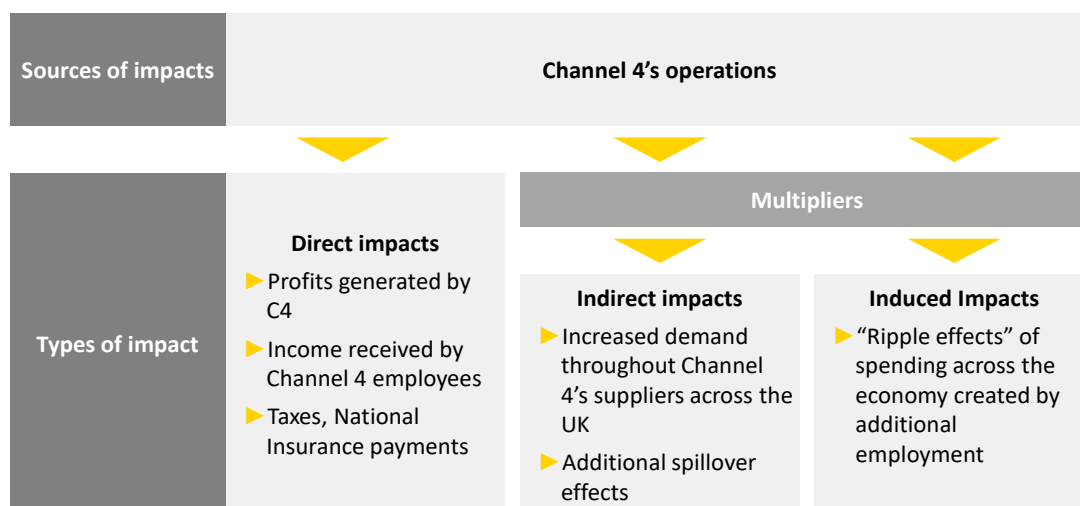 Sources of impacts
Channel 4’s operations
Multipliers
Types of impact
Direct impacts
Profits generated by
C4
Income received by
Channel 4 employees
Taxes, National
Insurance payments
Indirect impacts
Increased demand
throughout Channel
4’s suppliers across the
UK
Additional spillover
effects
Induced Impacts
“Ripple effects” of
spending across the
economy created by
additional
employment